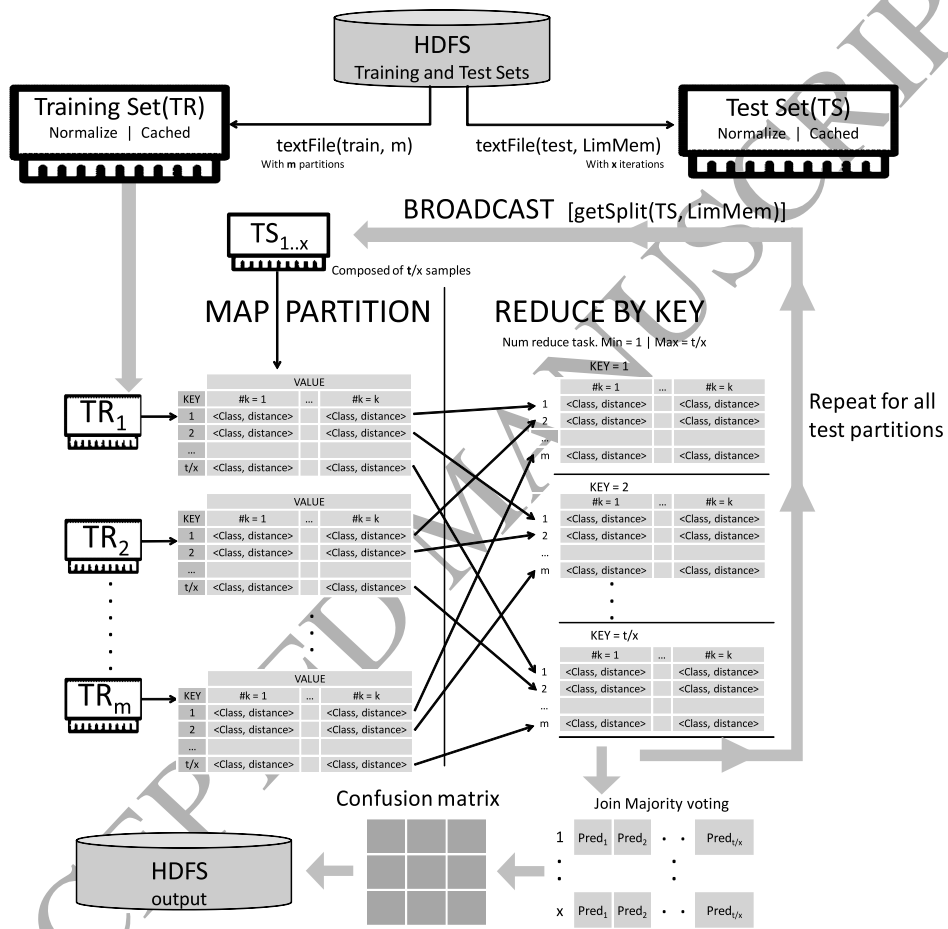 HDFS
Training and Test Sets
Training Set(TR)
Normalize | Cached
Test Set(TS)
Normalize | Cached
textFile(train, m)
With m partitions
textFile(test, LimMem)
With x iterations
BROADCAST [getSplit(TS, LimMem)]
TS1..x
Composed of t/x samples
MAP PARTITION
REDUCE BY KEY
Num reduce task. Min = 1 | Max = t/x
Repeat for all
test partitions
TR1
VALUE
KEY #k = 1 ... #k = k
1 <Class, distance> <Class, distance>
2 <Class, distance> <Class, distance>
...
t/x <Class, distance> <Class, distance>
TR2
VALUE
KEY #k = 1 ... #k = k
1 <Class, distance> <Class, distance>
2 <Class, distance> <Class, distance>
...
t/x <Class, distance> <Class, distance>
TRm
VALUE
KEY #k = 1 ... #k = k
1 <Class, distance> <Class, distance>
2 <Class, distance> <Class, distance>
...
t/x <Class, distance> <Class, distance>
KEY = 1
#k = 1 ... #k = k
1 <Class, distance> <Class, distance>
2 <Class, distance> <Class, distance>
...
m <Class, distance> <Class, distance>
KEY = 2
#k = 1 ... #k = k
1 <Class, distance> <Class, distance>
2 <Class, distance> <Class, distance>
...
m <Class, distance> <Class, distance>
KEY = t/x
#k = 1 ... #k = k
1 <Class, distance> <Class, distance>
2 <Class, distance> <Class, distance>
...
m <Class, distance> <Class, distance>
Join Majority voting
1 Pred1 Pred2 . . Predt/x
x Pred1 Pred2 . . Predt/x
Confusion matrix
HDFS
output
CEPTED MANUSCRIP